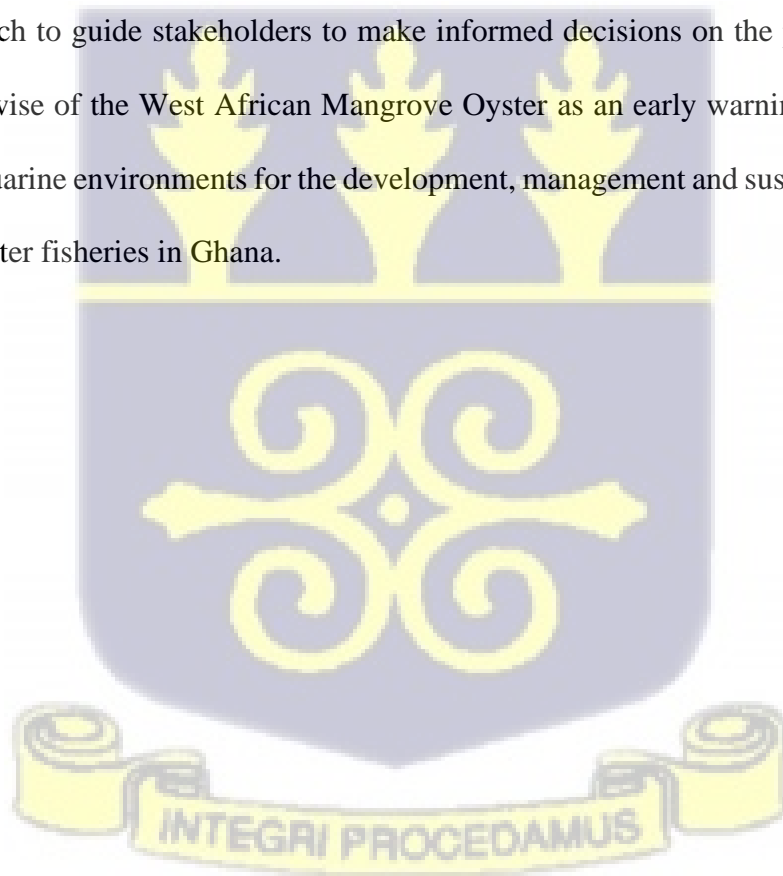 ch to guide stakeholders to make informed decisions on the
wise of the West African Mangrove Oyster as an early warnin
uarine environments for the development, management and sus
ter fisheries in Ghana.
INTEGRI PROCEDAMUS